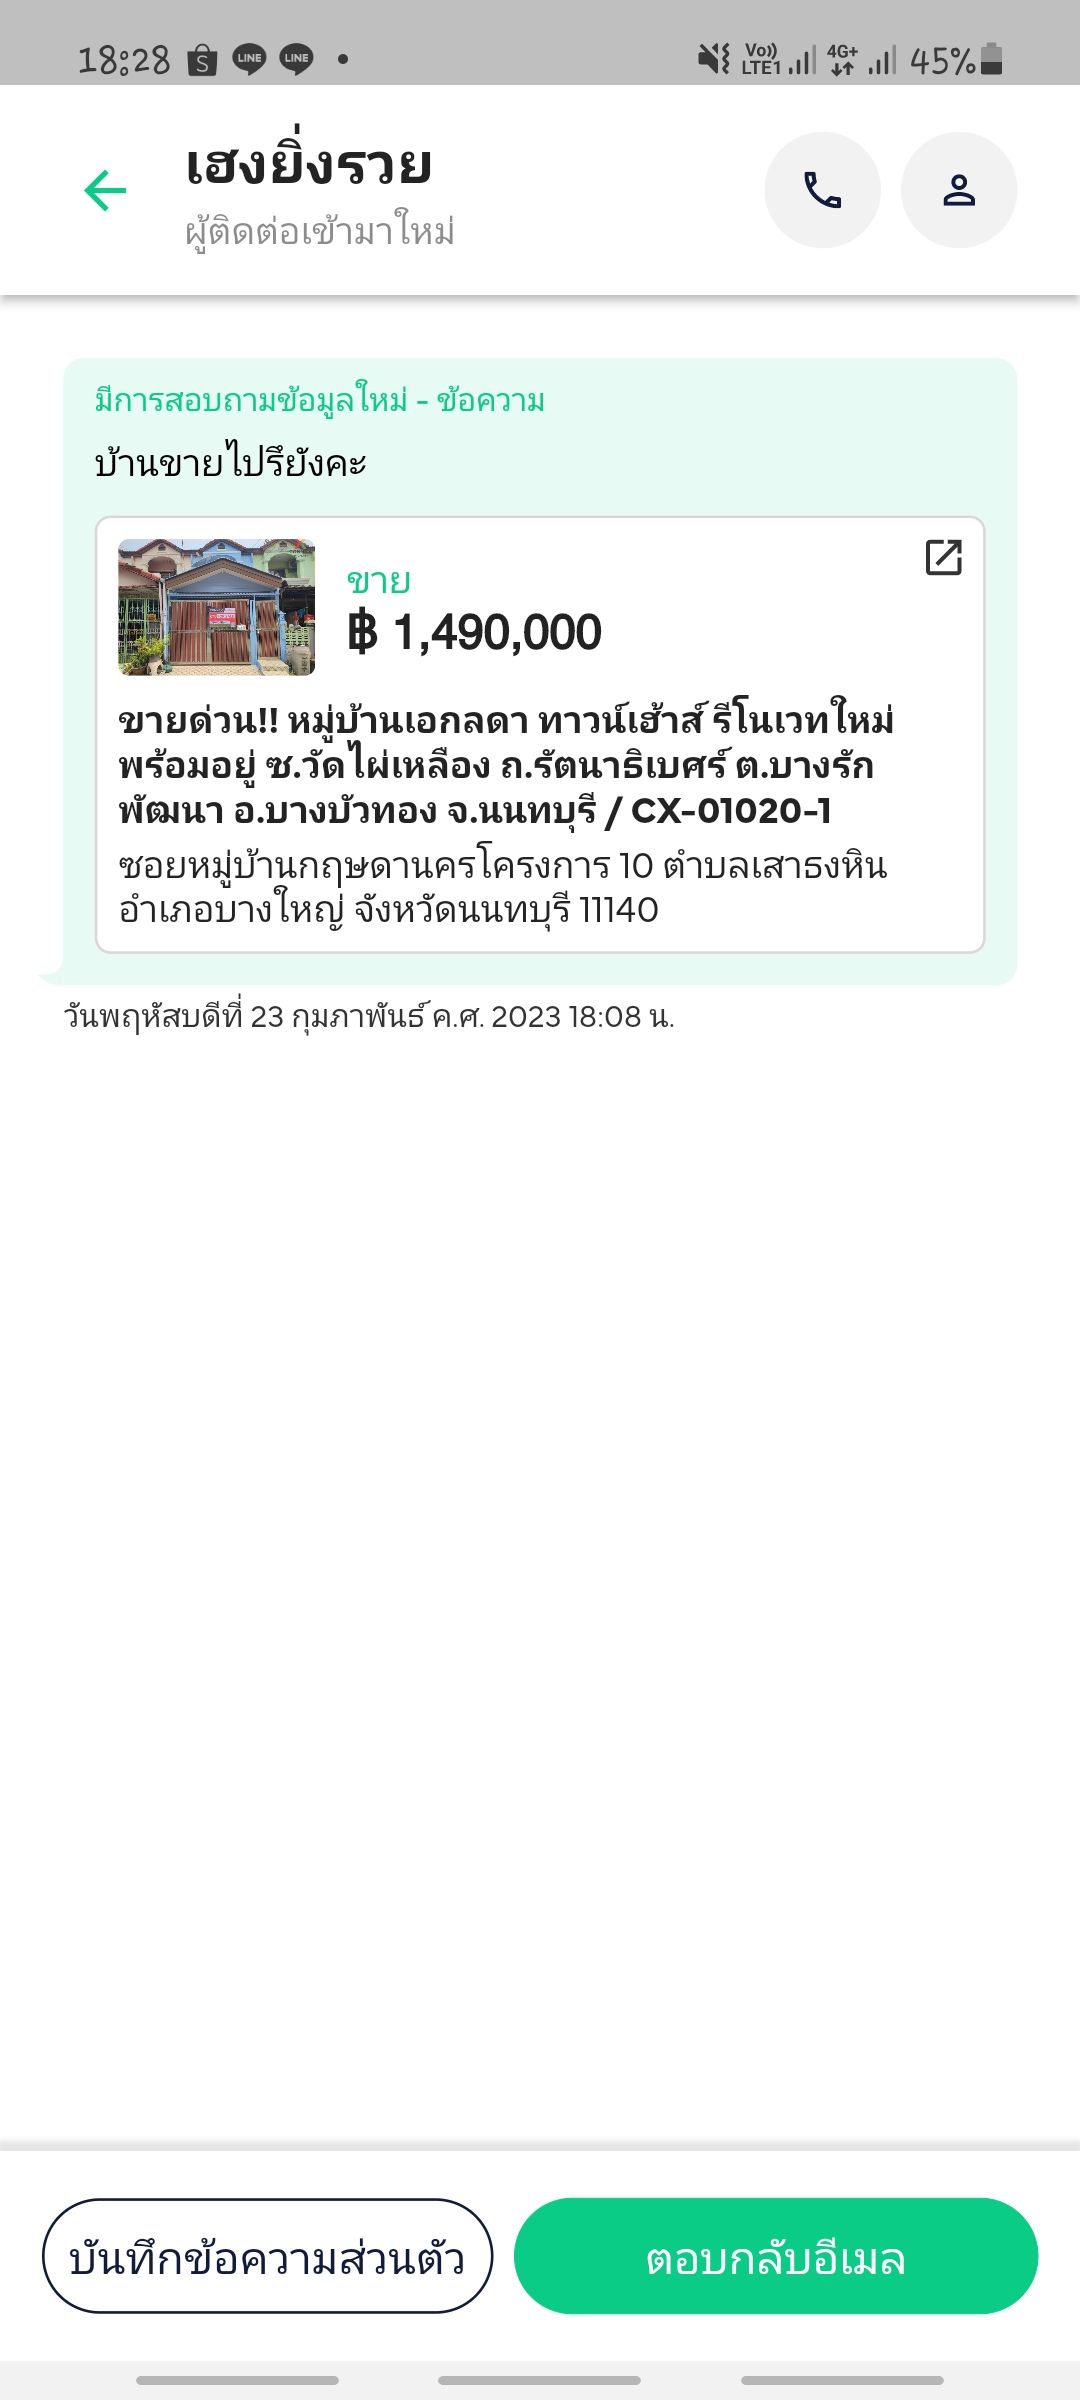 18:28 S LINE LINE Vo)) LTE1 4G+ 45%
เฮงยิ่งรวย
ผู้ติดต่อเข้ามาใหม่
มีการสอบถามข้อมูลใหม่ - ข้อความ
บ้านขายไปรึยังคะ
ขาย
฿ 1,490,000
ขายด่วน!! หมู่บ้านเอกลดา ทาวน์เฮ้าส์ รีโนเวทใหม่
พร้อมอยู่ ซ.วัดไผ่เหลือง ถ.รัตนาธิเบศร์ ต.บางรัก
พัฒนา อ.บางบัวทอง จ.นนทบุรี / CX-01020-1
ซอยหมู่บ้านกฤษดานครโครงการ 10 ตำบลเสาธงหิน
อำเภอบางใหญ่ จังหวัดนนทบุรี 11140
วันพฤหัสบดีที่ 23 กุมภาพันธ์ ค.ศ. 2023 18:08 น.
บันทึกข้อความส่วนตัว
ตอบกลับอีเมล